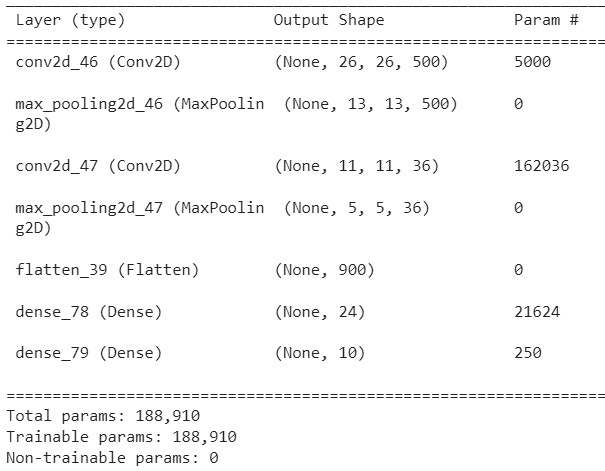 Layer (type) Output Shape Param #
=================================================================
conv2d_46 (Conv2D) (None, 26, 26, 500) 5000
max_pooling2d_46 (MaxPoolin (None, 13, 13, 500) 0
g2D)
conv2d_47 (Conv2D) (None, 11, 11, 36) 162036
max_pooling2d_47 (MaxPoolin (None, 5, 5, 36) 0
g2D)
flatten_39 (Flatten) (None, 900) 0
dense_78 (Dense) (None, 24) 21624
dense_79 (Dense) (None, 10) 250
=================================================================
Total params: 188,910
Trainable params: 188,910
Non-trainable params: 0